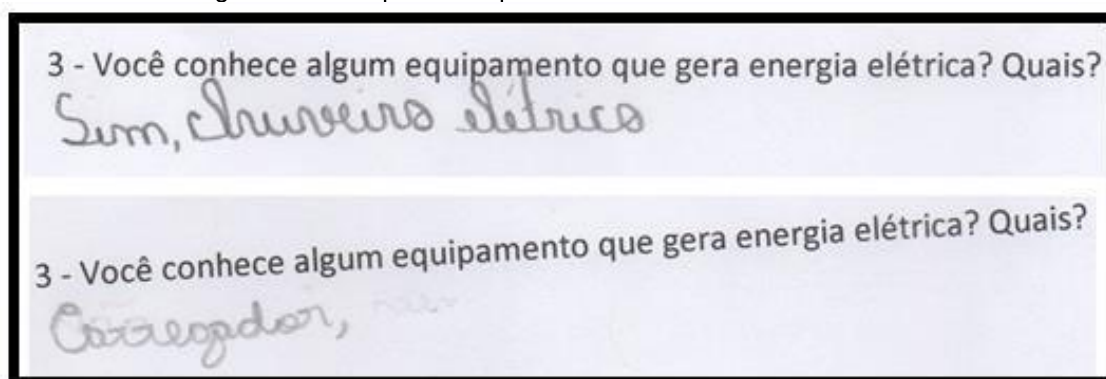 3 - Você conhece algum equipamento que gera energia elétrica? Quais?
Sim, chuveiro elétrico
3 - Você conhece algum equipamento que gera energia elétrica? Quais?
Carregador,